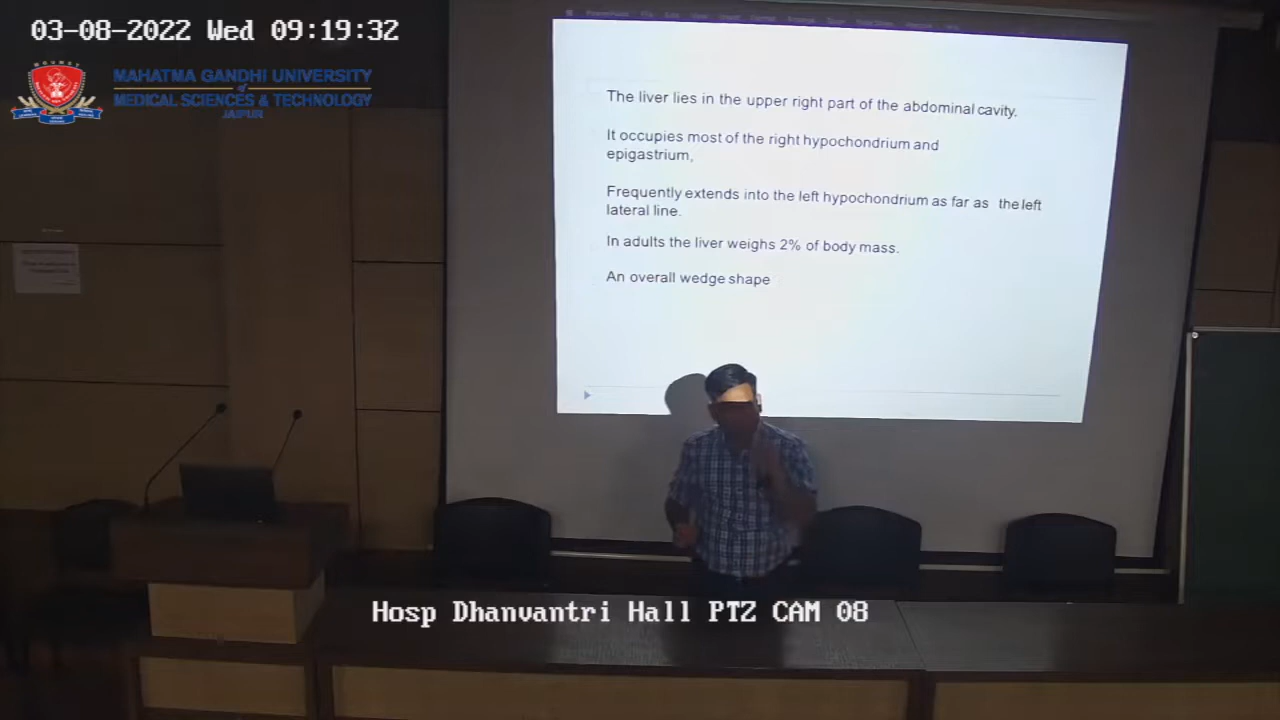 03-08-2022 Wed 09:19:32
MAHATMA GANDHI UNIVERSITY
of
MEDICAL SCIENCES & TECHNOLOGY
JAIPUR
The liver lies in the upper right part of the abdominal cavity.
It occupies most of the right hypochondrium and
epigastrium,
Frequently extends into the left hypochondrium as far as the left
lateral line.
In adults the liver weighs 2% of body mass.
An overall wedge shape
Hosp Dhanvantri Hall PTZ CAM 08